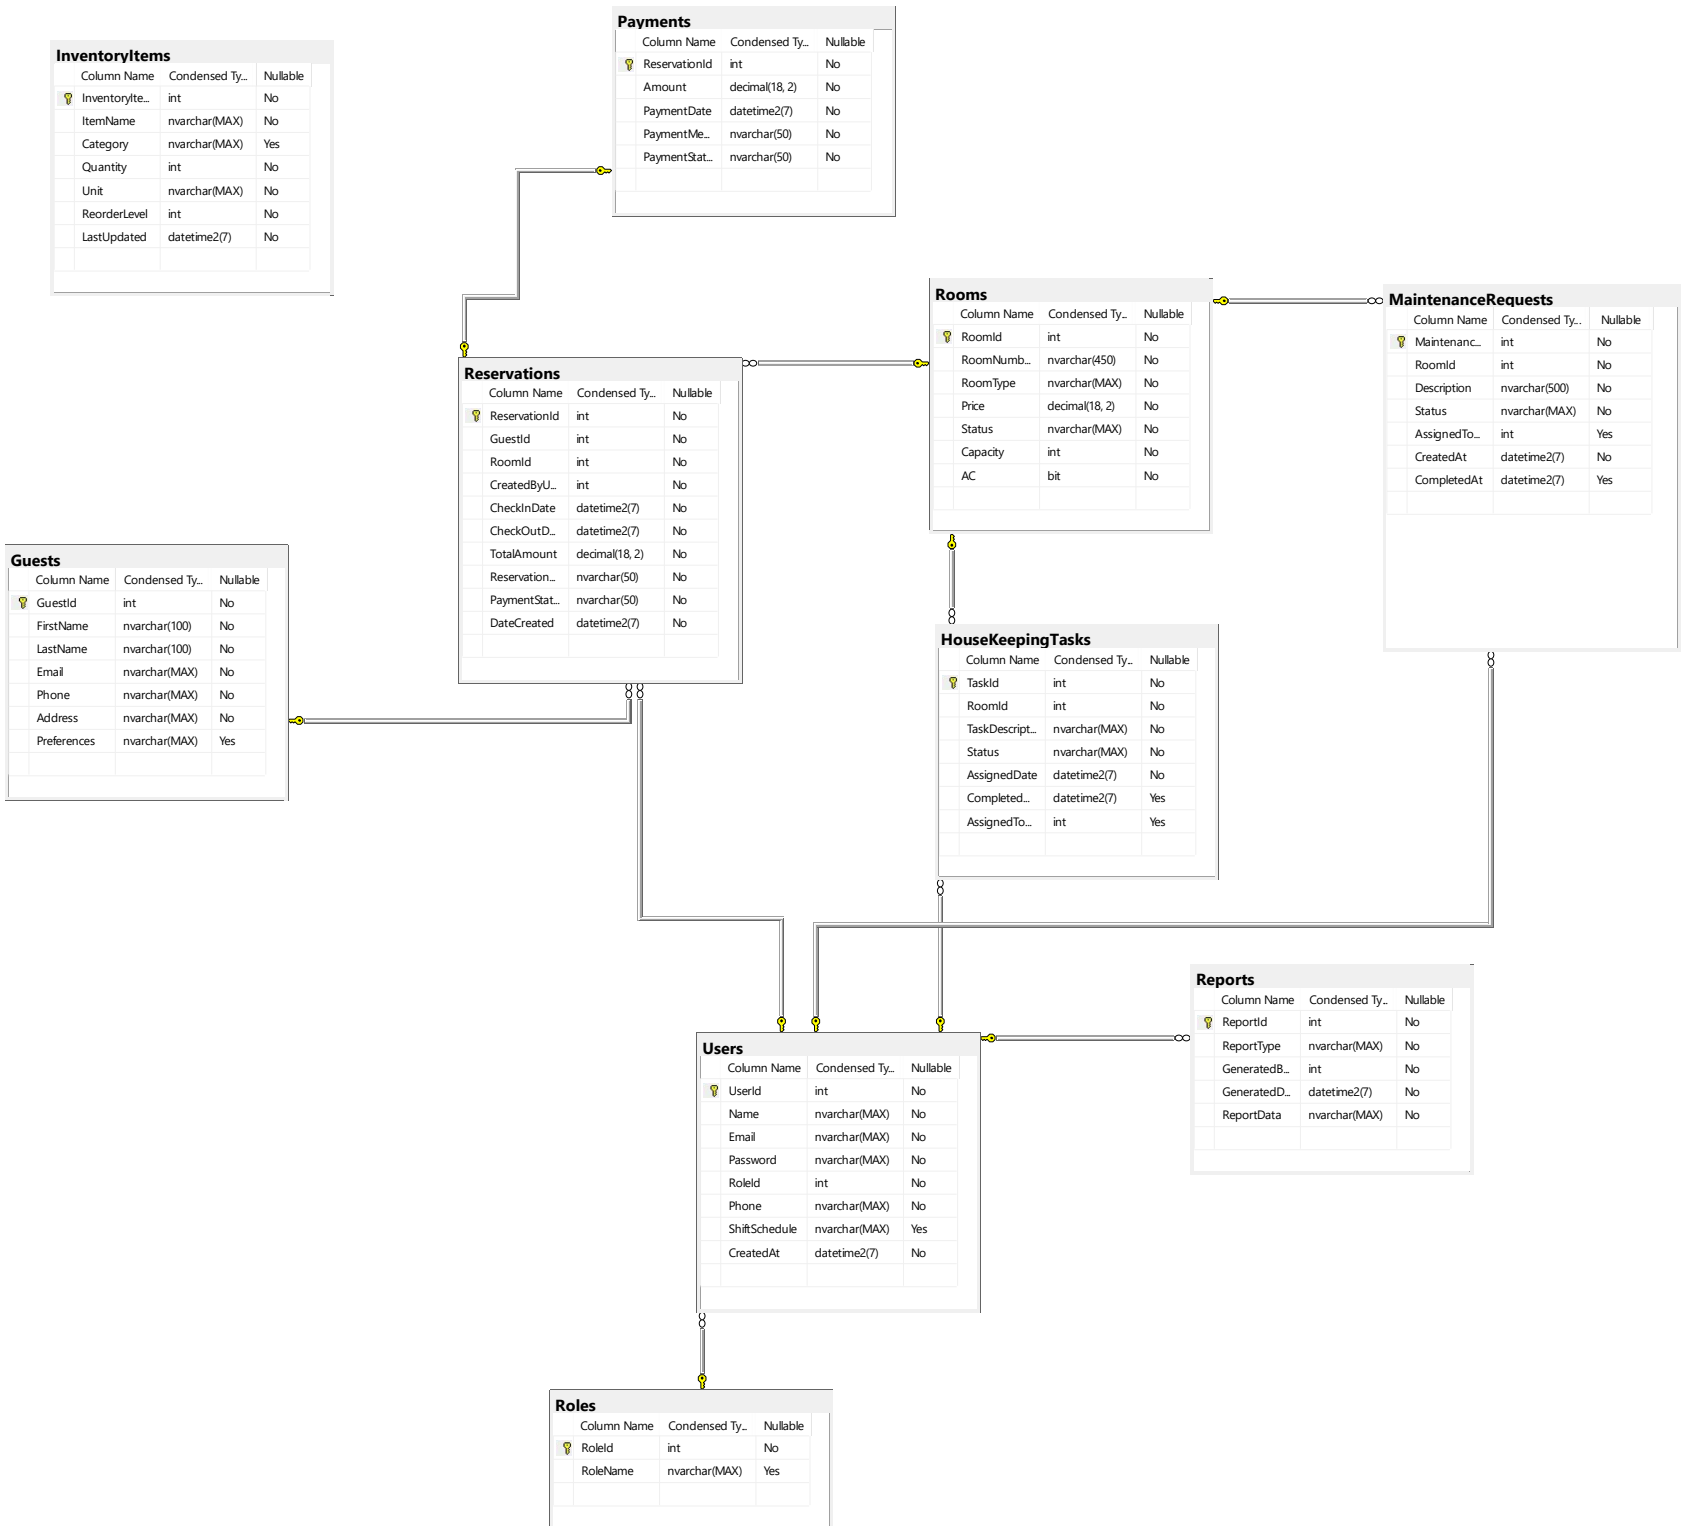 Payments
Column Name Condensed Ty... Nullable
ReservationId int No
Amount decimal(18, 2) No
PaymentDate datetime2(7) No
PaymentMe... nvarchar(50) No
PaymentStat... nvarchar(50) No
InventoryItems
Column Name Condensed Ty... Nullable
InventoryIte... int No
ItemName nvarchar(MAX) No
Category nvarchar(MAX) Yes
Quantity int No
Unit nvarchar(MAX) No
ReorderLevel int No
LastUpdated datetime2(7) No
Rooms
Column Name Condensed Ty... Nullable
RoomId int No
RoomNumb... nvarchar(450) No
RoomType nvarchar(MAX) No
Price decimal(18, 2) No
Status nvarchar(MAX) No
Capacity int No
AC bit No
MaintenanceRequests
Column Name Condensed Ty... Nullable
Maintenanc... int No
RoomId int No
Description nvarchar(500) No
Status nvarchar(MAX) No
AssignedTo... int Yes
CreatedAt datetime2(7) No
CompletedAt datetime2(7) Yes
Reservations
Column Name Condensed Ty... Nullable
ReservationId int No
GuestId int No
RoomId int No
CreatedByU... int No
CheckInDate datetime2(7) No
CheckOutD... datetime2(7) No
TotalAmount decimal(18, 2) No
Reservation... nvarchar(50) No
PaymentStat... nvarchar(50) No
DateCreated datetime2(7) No
Guests
Column Name Condensed Ty... Nullable
GuestId int No
FirstName nvarchar(100) No
LastName nvarchar(100) No
Email nvarchar(MAX) No
Phone nvarchar(MAX) No
Address nvarchar(MAX) No
Preferences nvarchar(MAX) Yes
HouseKeepingTasks
Column Name Condensed Ty... Nullable
TaskId int No
RoomId int No
TaskDescript... nvarchar(MAX) No
Status nvarchar(MAX) No
AssignedDate datetime2(7) No
Completed... datetime2(7) Yes
AssignedTo... int Yes
Reports
Column Name Condensed Ty... Nullable
ReportId int No
ReportType nvarchar(MAX) No
GeneratedB... int No
GeneratedD... datetime2(7) No
ReportData nvarchar(MAX) No
Users
Column Name Condensed Ty... Nullable
UserId int No
Name nvarchar(MAX) No
Email nvarchar(MAX) No
Password nvarchar(MAX) No
RoleId int No
Phone nvarchar(MAX) No
ShiftSchedule nvarchar(MAX) Yes
CreatedAt datetime2(7) No
Roles
Column Name Condensed Ty... Nullable
RoleId int No
RoleName nvarchar(MAX) Yes